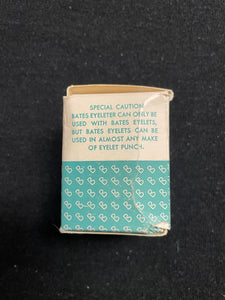 SPECIAL CAUTION
BATES EYELETER CAN ONLY BE
USED WITH BATES EYELETS,
BUT BATES EYELETS CAN BE
USED IN ALMOST ANY MAKE
OF EYELET PUNCH.